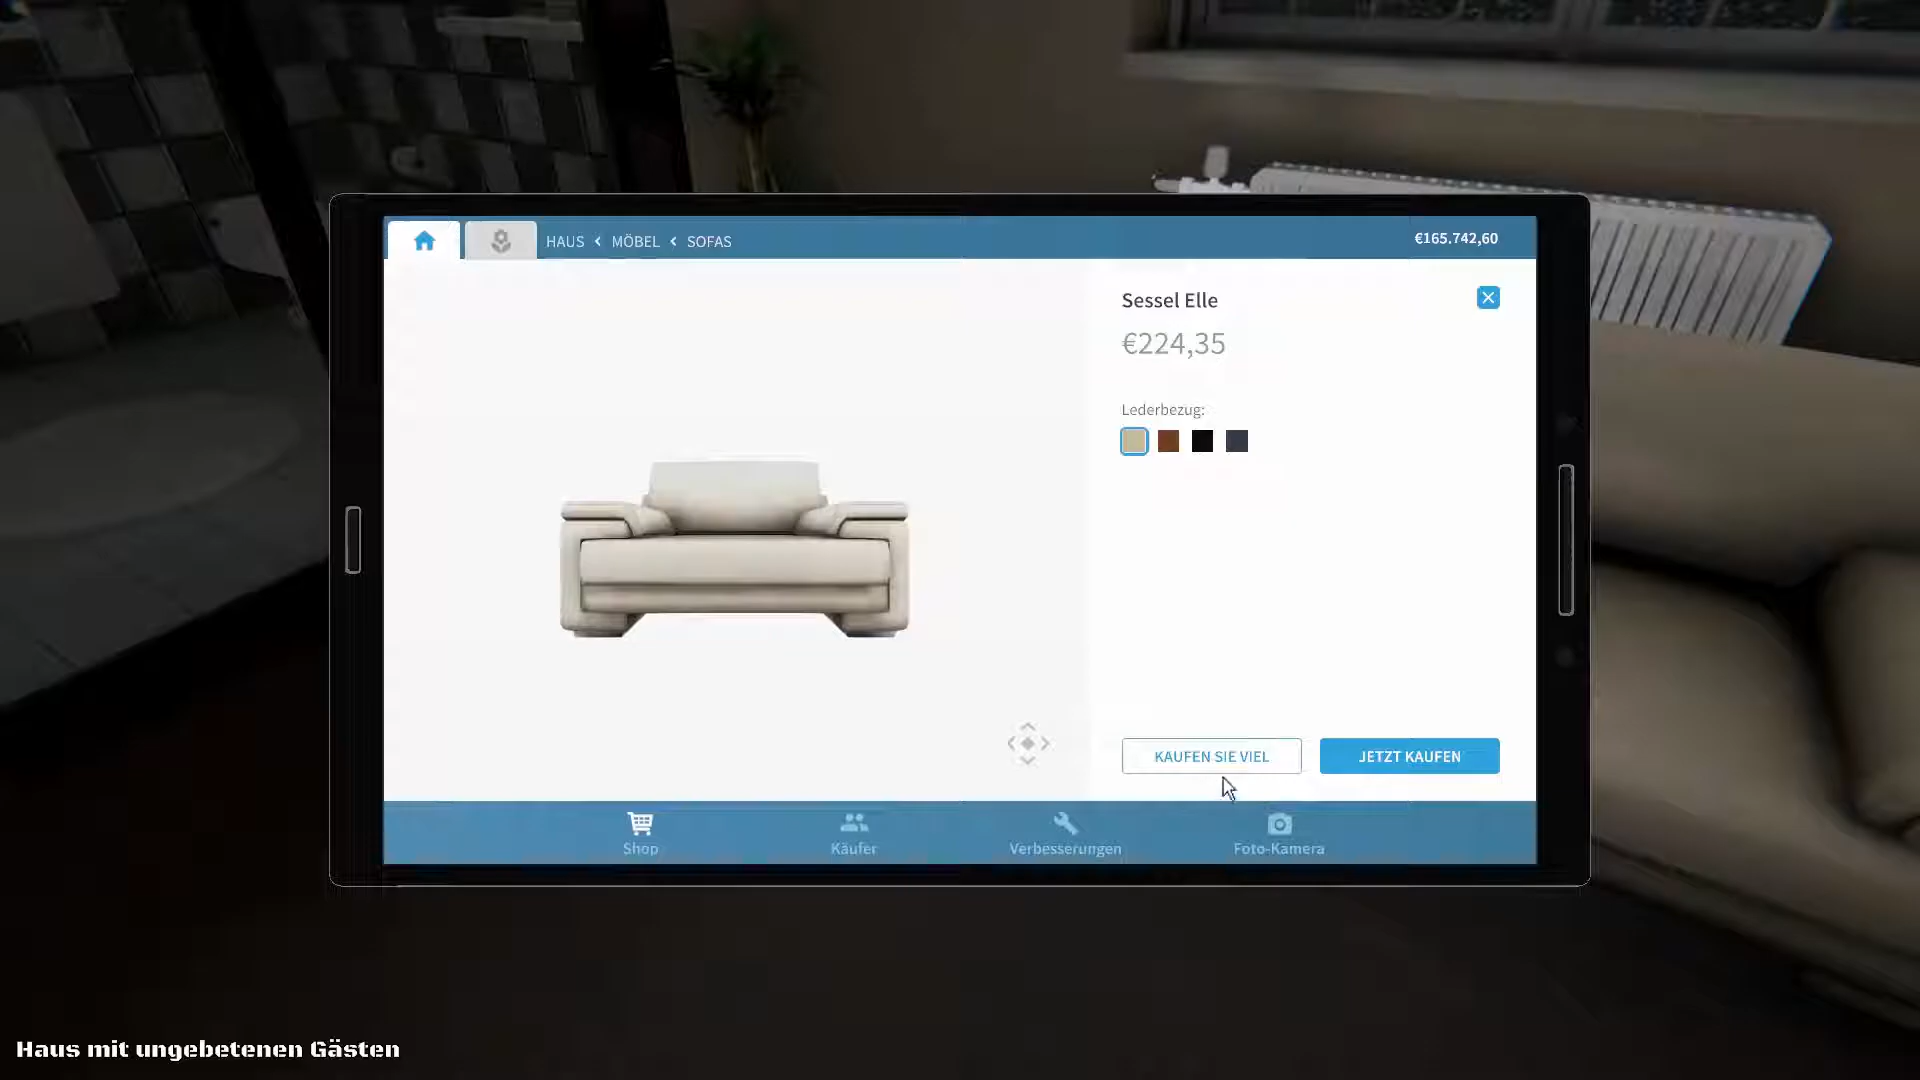 HAUS < MÖBEL < SOFAS
€165.742,60
Sessel Elle
€224,35
Lederbezug:
KAUFEN SIE VIEL
JETZT KAUFEN
Shop
Käufer
Verbesserungen
Foto-Kamera
Haus mit ungebetenen Gästen